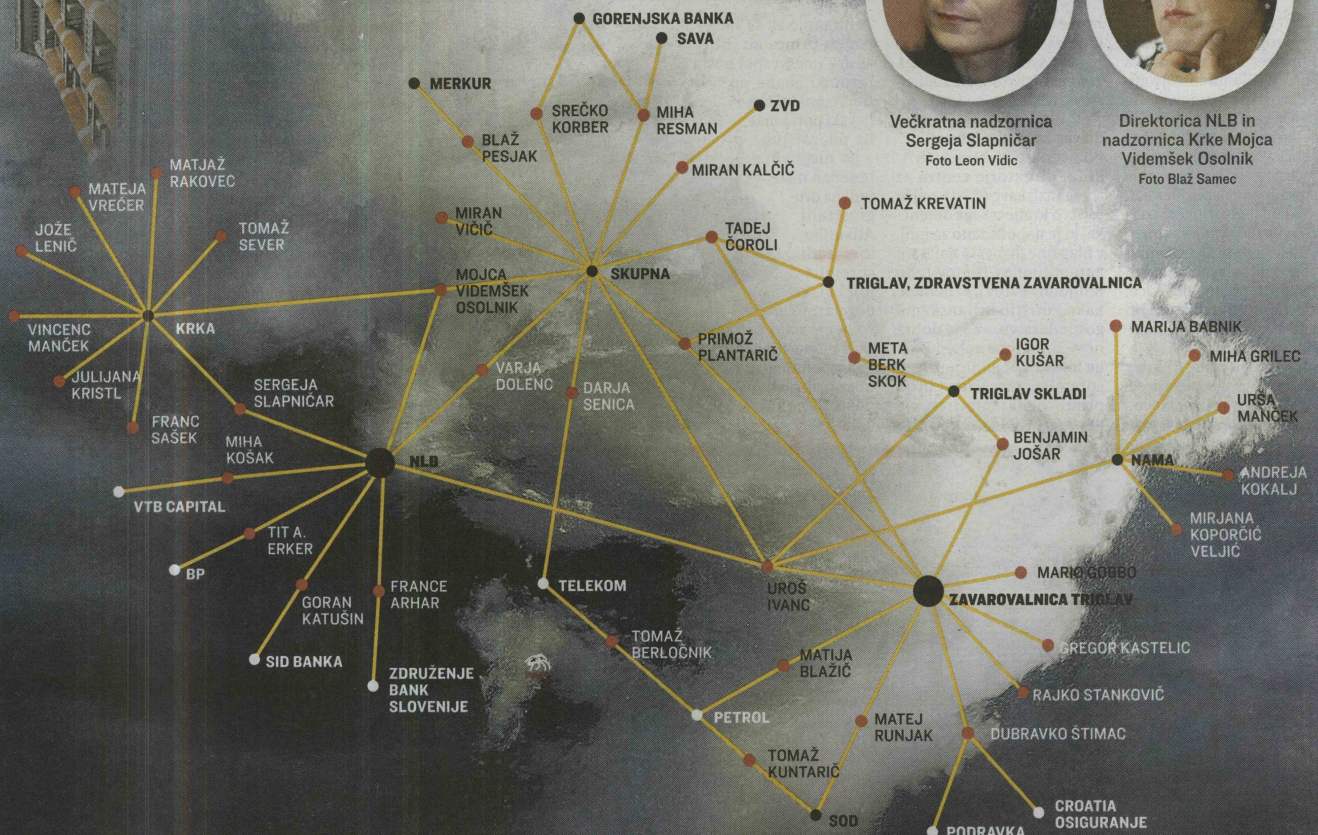 GORENJSKA BANKA
SAVA
MERKUR
SREČKO
KORBER
MIHA
RESMAN
ZVD
BLAŽ
PESJAK
MIRAN KALČIČ
Večkratna nadzornica
Sergeja Slapničar
Foto Leon Vidic
Direktorica NLB in
nadzornica Krke Mojca
Videmšek Osolnik
Foto Blaž Samec
MATJAŽ
RAKOVEC
MATEJA
VREČER
JOŽE
LENIČ
TOMAŽ
SEVER
MIRAN
VIČIČ
TADEJ
ČOROLI
TOMAŽ KREVATIN
MOJCA
VIDEMŠEK
OSOLNIK
SKUPNA
TRIGLAV, ZDRAVSTVENA ZAVAROVALNICA
VINCENC
MANČEK
KRKA
PRIMOŽ
PLANTARIČ
META
BERK
SKOK
IGOR
KUŠAR
MARIJA BABNIK
MIHA GRILEC
JULIJANA
KRISTL
SERGEJA
SLAPNIČAR
VARJA
DOLENC
DARJA
SENICA
TRIGLAV SKLADI
URŠA
MANČEK
FRANC
SAŠEK
MIHA
KOŠAK
NLB
BENJAMIN
JOŠAR
NAMA
ANDREJA
KOKALJ
VTB CAPITAL
MIRJANA
KOPORČIĆ
VELJIĆ
TIT A.
ERKER
BP
GORAN
KATUŠIN
FRANCE
ARHAR
TELEKOM
UROŠ
IVANC
MARIO GOBBO
ZAVAROVALNICA TRIGLAV
SID BANKA
ZDRUŽENJE
BANK
SLOVENIJE
TOMAŽ
BERLOČNIK
MATIJA
BLAŽIČ
GREGOR KASTELIC
RAJKO STANKOVIČ
PETROL
MATEJ
RUNJAK
DUBRAVKO ŠTIMAC
TOMAŽ
KUNTARIČ
SOD
CROATIA
OSIGURANJE
PODRAVKA